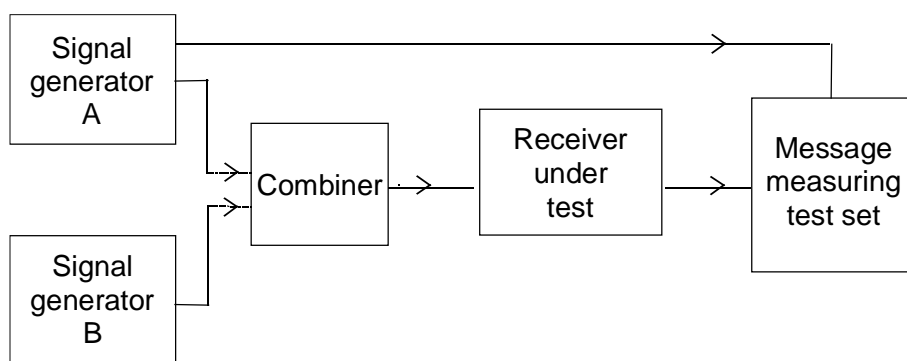 Signal
generator
A
Combiner
Receiver
under
test
Message
measuring
test set
Signal
generator
B